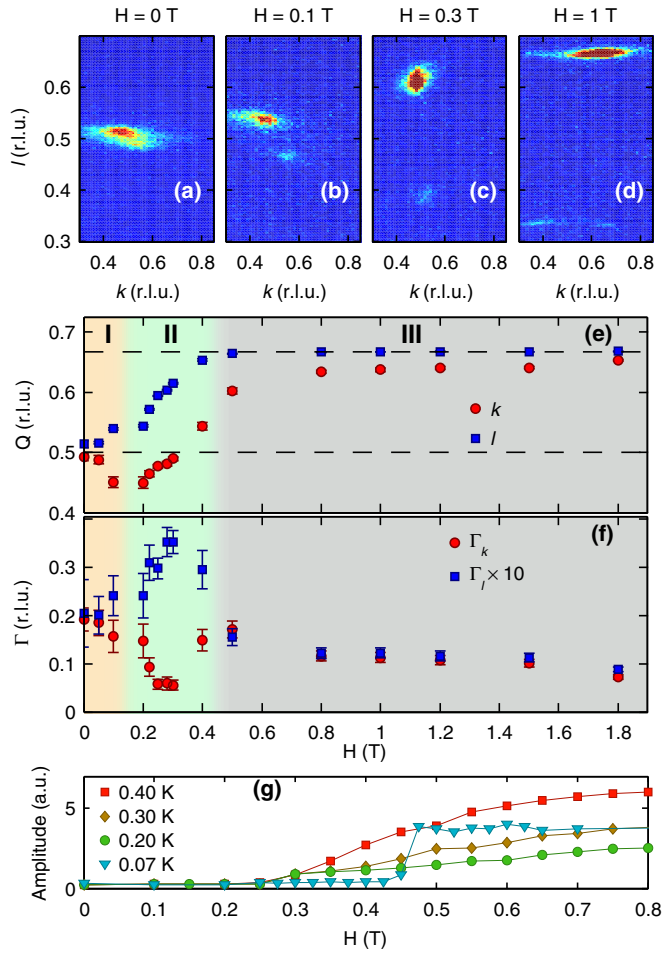 H = 0 T H = 0.1 T H = 0.3 T H = 1 T
l (r.l.u.)
0.6
0.5
0.4
0.3
(a) (b) (c) (d)
0.4 0.6 0.8 0.4 0.6 0.8 0.4 0.6 0.8 0.4 0.6 0.8
k (r.l.u.) k (r.l.u.) k (r.l.u.) k (r.l.u.)
I II III (e)
Q (r.l.u.)
0.7
0.6
0.5
0.4
k
l
(f)
Γ (r.l.u.)
0.3
0.2
0.1
0
Γk
Γl × 10
0 0.2 0.4 0.6 0.8 1 1.2 1.4 1.6 1.8
H (T)
(g)
Amplitude (a.u.)
5
0
0.40 K
0.30 K
0.20 K
0.07 K
0 0.1 0.2 0.3 0.4 0.5 0.6 0.7 0.8
H (T)